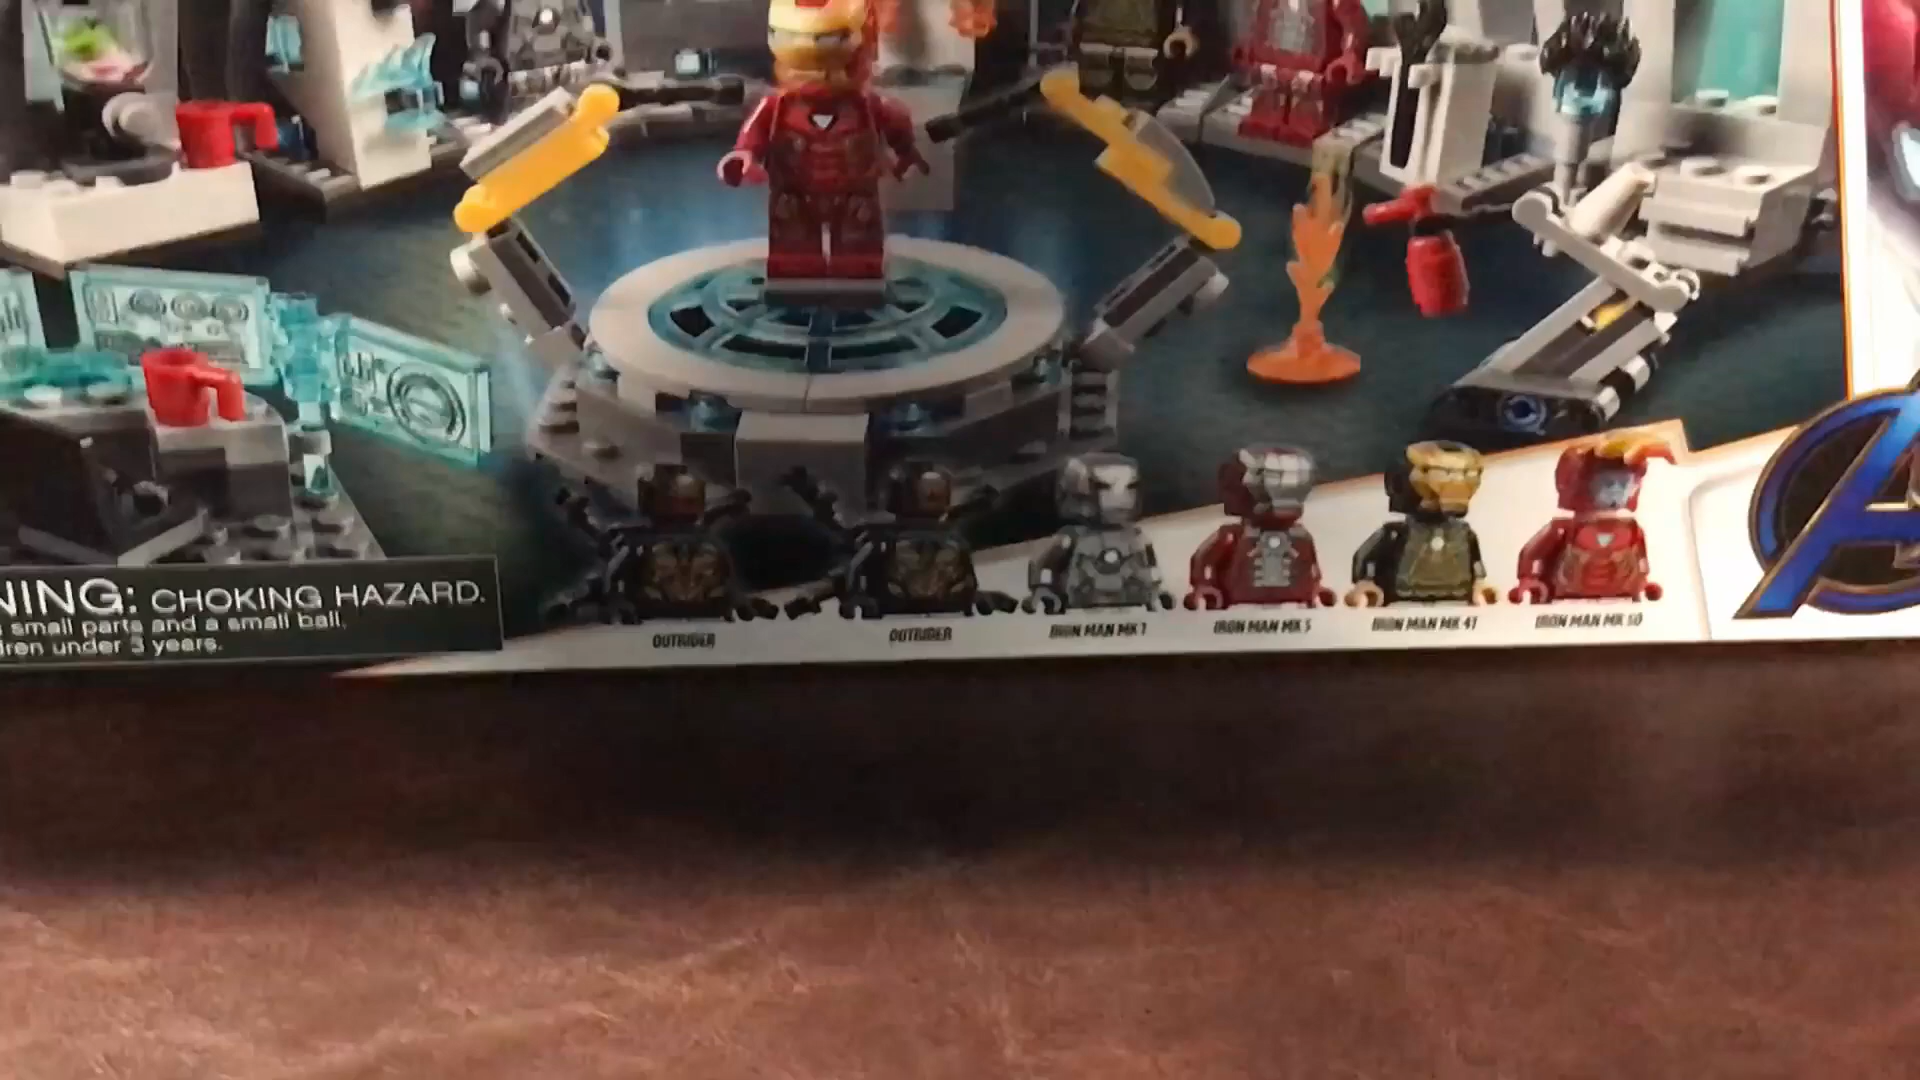 NING: CHOKING HAZARD.
small parts and a small ball.
dren under 3 years.
OUTRIDER
OUTRIDER
IRON MAN MK 1
IRON MAN MK 5
IRON MAN MK 41
IRON MAN MK 50